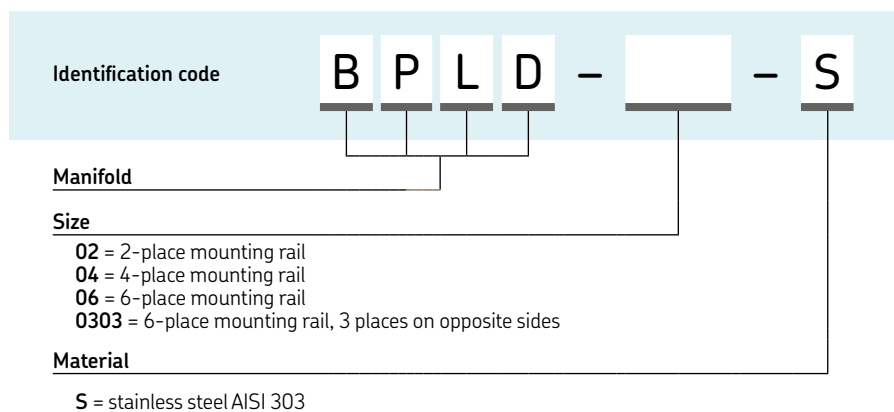 Identification code B P L D – – S
Manifold
Size
02 = 2-place mounting rail
04 = 4-place mounting rail
06 = 6-place mounting rail
0303 = 6-place mounting rail, 3 places on opposite sides
Material
S = stainless steel AISI 303